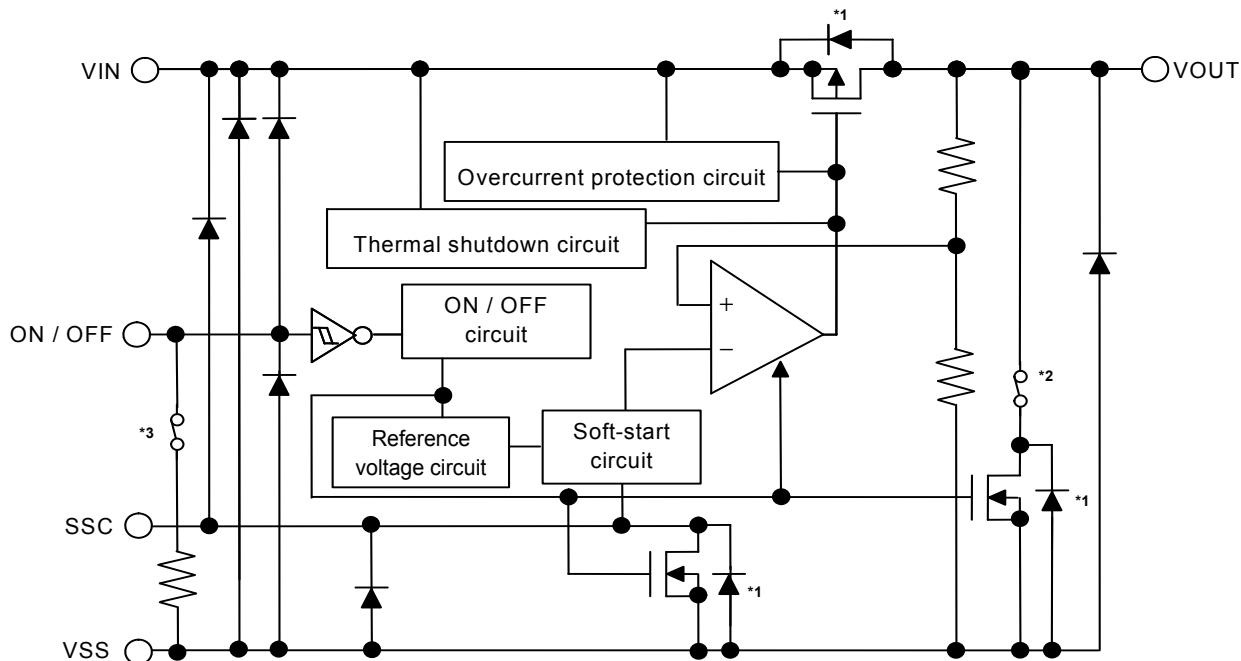 *1
VIN
VOUT
Overcurrent protection circuit
Thermal shutdown circuit
ON / OFF
ON / OFF
circuit
+
−
*2
*3
Reference
voltage circuit
Soft-start
circuit
*1
SSC
*1
VSS